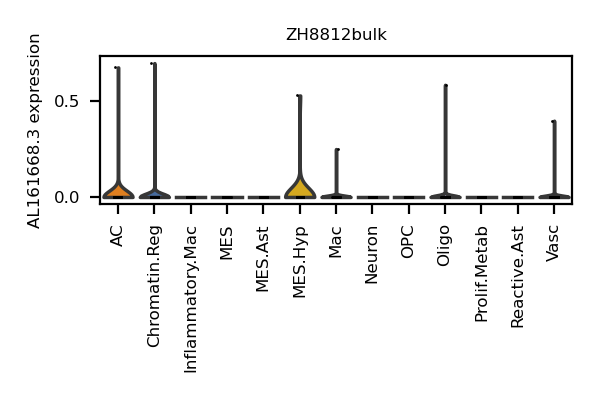 ZH8812bulk
AL161668.3 expression
0.5
0.0
AC
Chromatin.Reg
Inflammatory.Mac
MES
MES.Ast
MES.Hyp
Mac
Neuron
OPC
Oligo
Prolif.Metab
Reactive.Ast
Vasc